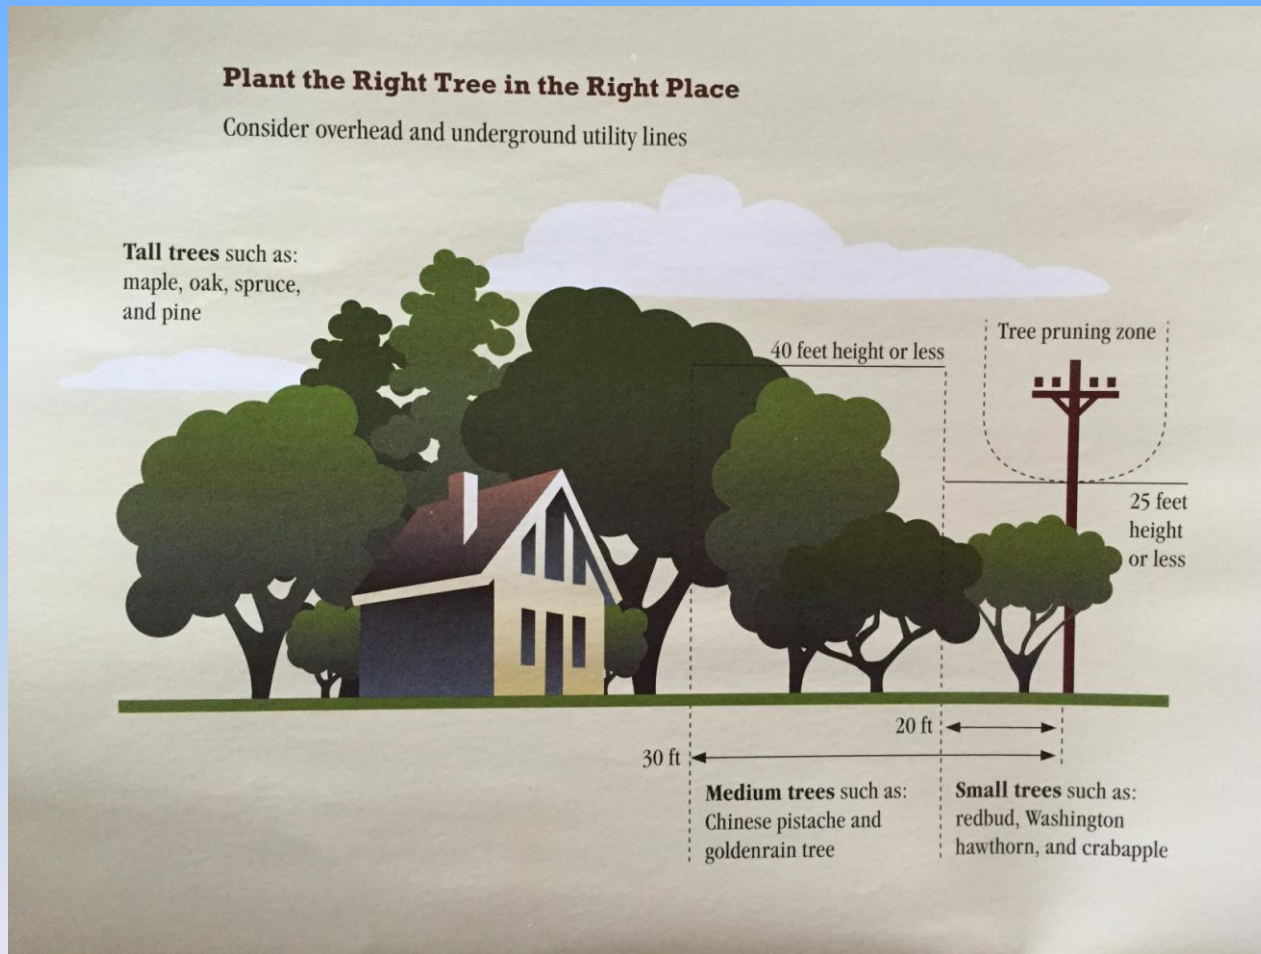 Plant the Right Tree in the Right Place
Consider overhead and underground utility lines
Tall trees such as:
maple, oak, spruce,
and pine
40 feet height or less
Tree pruning zone
25 feet
height
or less
20 ft
30 ft
Medium trees such as:
Chinese pistache and
goldenrain tree
Small trees such as:
redbud, Washington
hawthorn, and crabapple